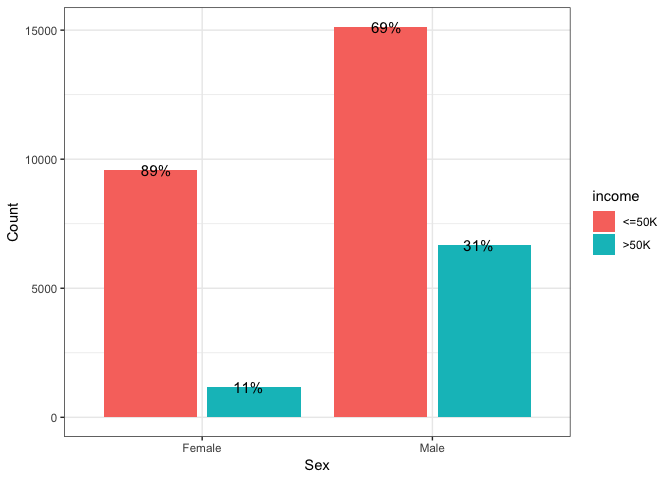 15000
10000
5000
0
Count
69%
89%
31%
11%
Female
Male
Sex
income
<=50K
>50K